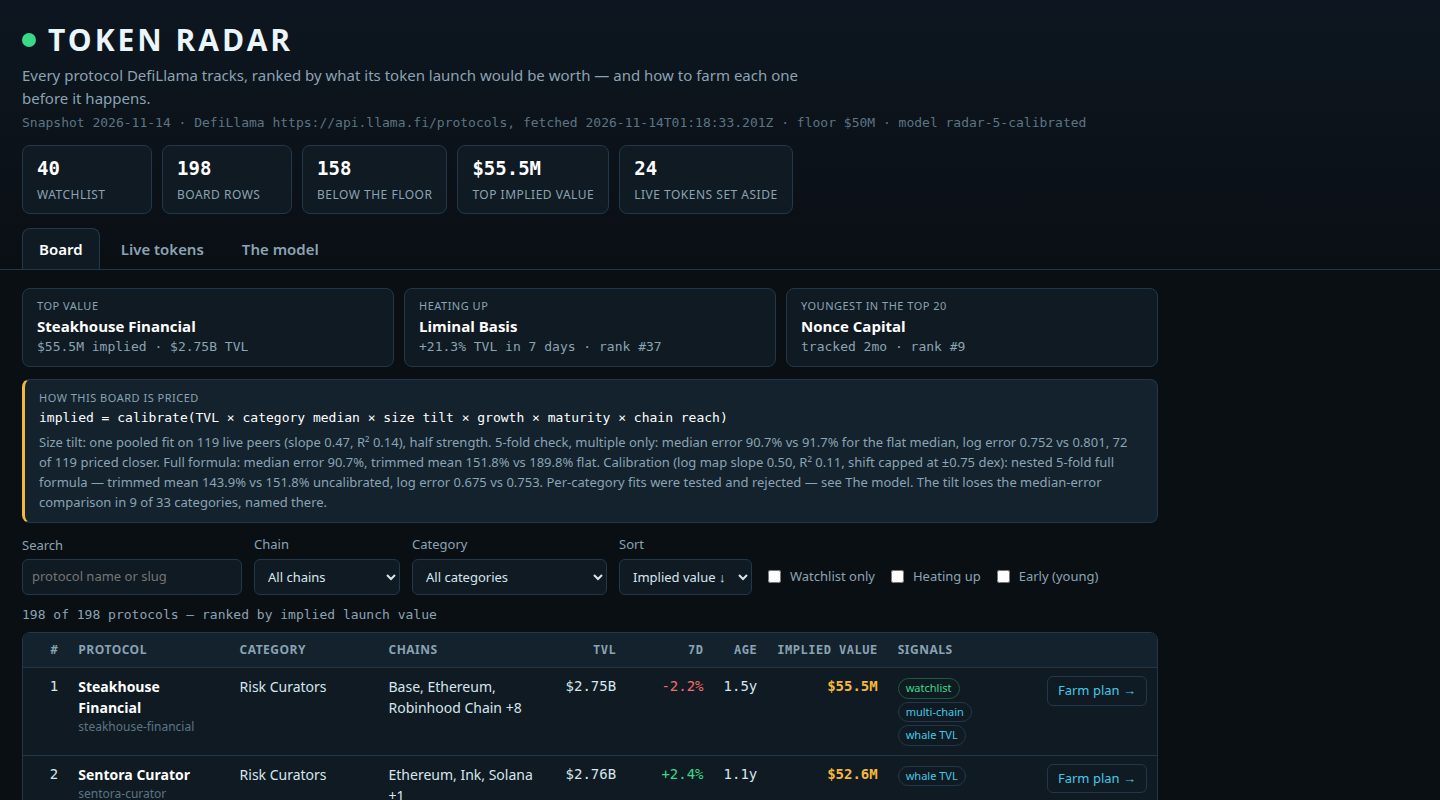 TOKEN RADAR
Every protocol DefiLlama tracks, ranked by what its token launch would be worth — and how to farm each one
before it happens.
Snapshot 2026-11-14 · DefiLlama https://api.llama.fi/protocols, fetched 2026-11-14T01:18:33.201Z · floor $50M · model radar-5-calibrated
40 198 158 $55.5M 24
WATCHLIST BOARD ROWS BELOW THE FLOOR TOP IMPLIED VALUE LIVE TOKENS SET ASIDE
Board Live tokens The model
TOP VALUE HEATING UP YOUNGEST IN THE TOP 20
Steakhouse Financial Liminal Basis Nonce Capital
$55.5M implied · $2.75B TVL +21.3% TVL in 7 days · rank #37 tracked 2mo · rank #9
HOW THIS BOARD IS PRICED
implied = calibrate(TVL × category median × size tilt × growth × maturity × chain reach)
Size tilt: one pooled fit on 119 live peers (slope 0.47, R² 0.14), half strength. 5-fold check, multiple only: median error 90.7% vs 91.7% for the flat median, log error 0.752 vs 0.801, 72
of 119 priced closer. Full formula: median error 90.7%, trimmed mean 151.8% vs 189.8% flat. Calibration (log map slope 0.50, R² 0.11, shift capped at ±0.75 dex): nested 5-fold full
formula — trimmed mean 143.9% vs 151.8% uncalibrated, log error 0.675 vs 0.753. Per-category fits were tested and rejected — see The model. The tilt loses the median-error
comparison in 9 of 33 categories, named there.
Search Chain Category Sort
protocol name or slug All chains All categories Implied value ↓ Watchlist only Heating up Early (young)
198 of 198 protocols — ranked by implied launch value
# PROTOCOL CATEGORY CHAINS TVL 7D AGE IMPLIED VALUE SIGNALS
1 Steakhouse Risk Curators Base, Ethereum, $2.75B -2.2% 1.5y $55.5M watchlist Farm plan →
Financial Robinhood Chain +8 multi-chain
steakhouse-financial whale TVL
2 Sentora Curator Risk Curators Ethereum, Ink, Solana $2.76B +2.4% 1.1y $52.6M whale TVL Farm plan →
sentora-curator +1